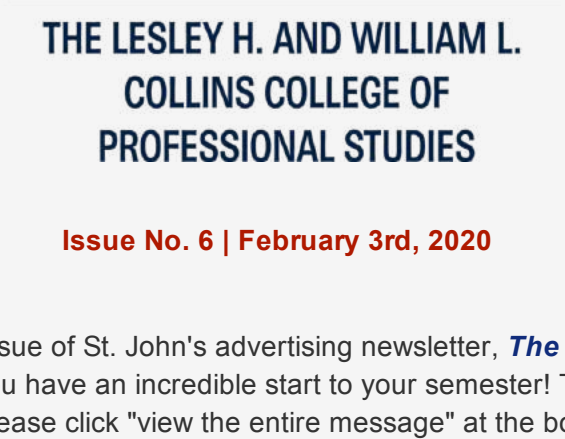 THE LESLEY H. AND WILLIAM L.
COLLINS COLLEGE OF
PROFESSIONAL STUDIES
Issue No. 6 | February 3rd, 2020
sue of St. John's advertising newsletter, The
u have an incredible start to your semester! T
ease click "view the entire message" at the bo